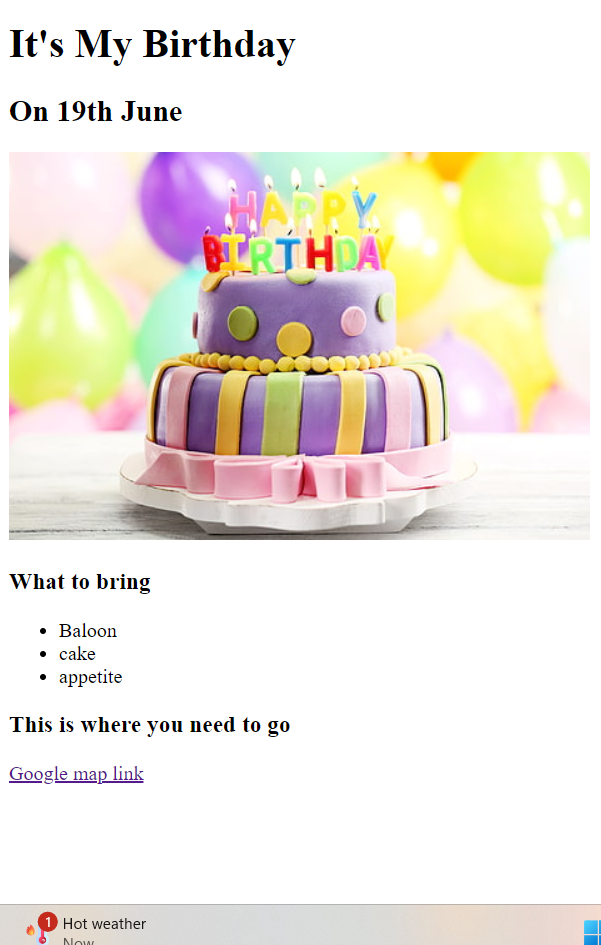 It's My Birthday
On 19th June
HAPPY
BIRTHDAY
What to bring
Baloon
cake
appetite
This is where you need to go
Google map link
1
Hot weather
Now